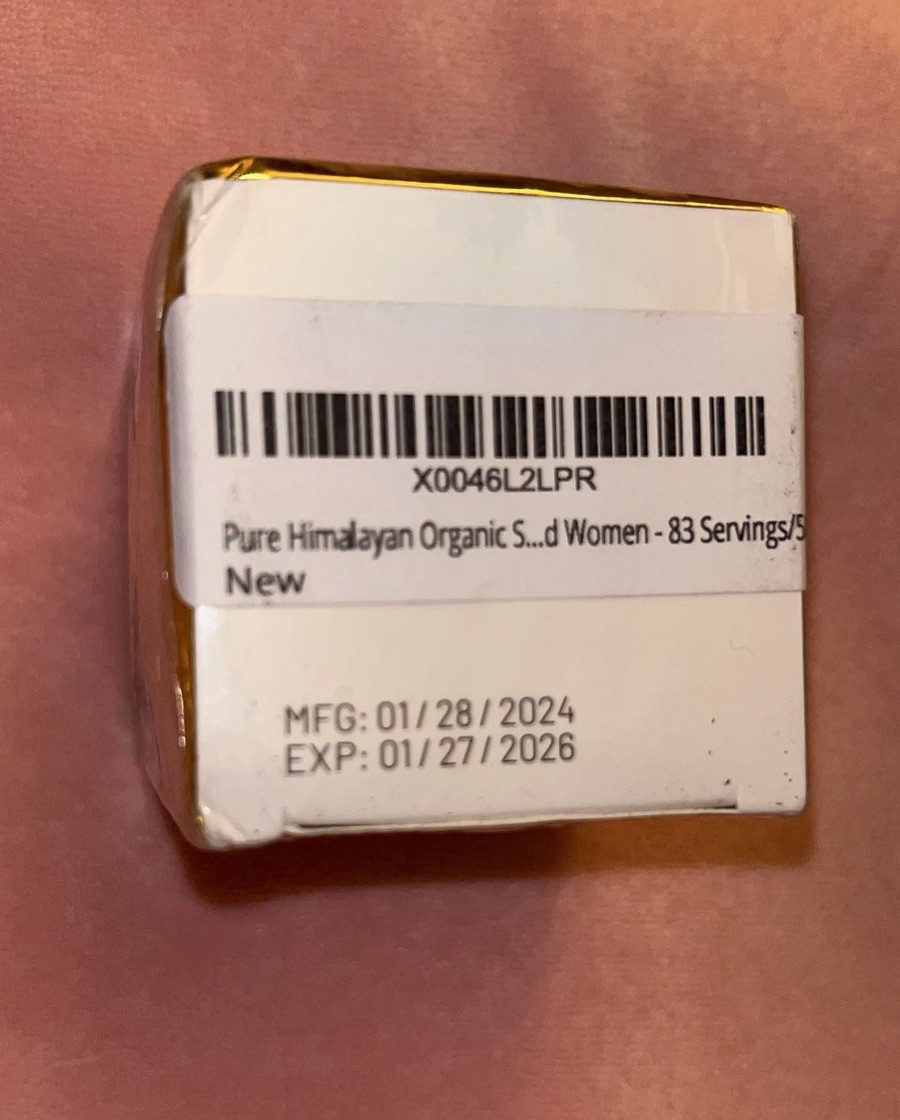 X0046L2LPR
Pure Himalayan Organic S...d Women - 83 Servings/5
New
MFG: 01/28/2024
EXP: 01/27/2026